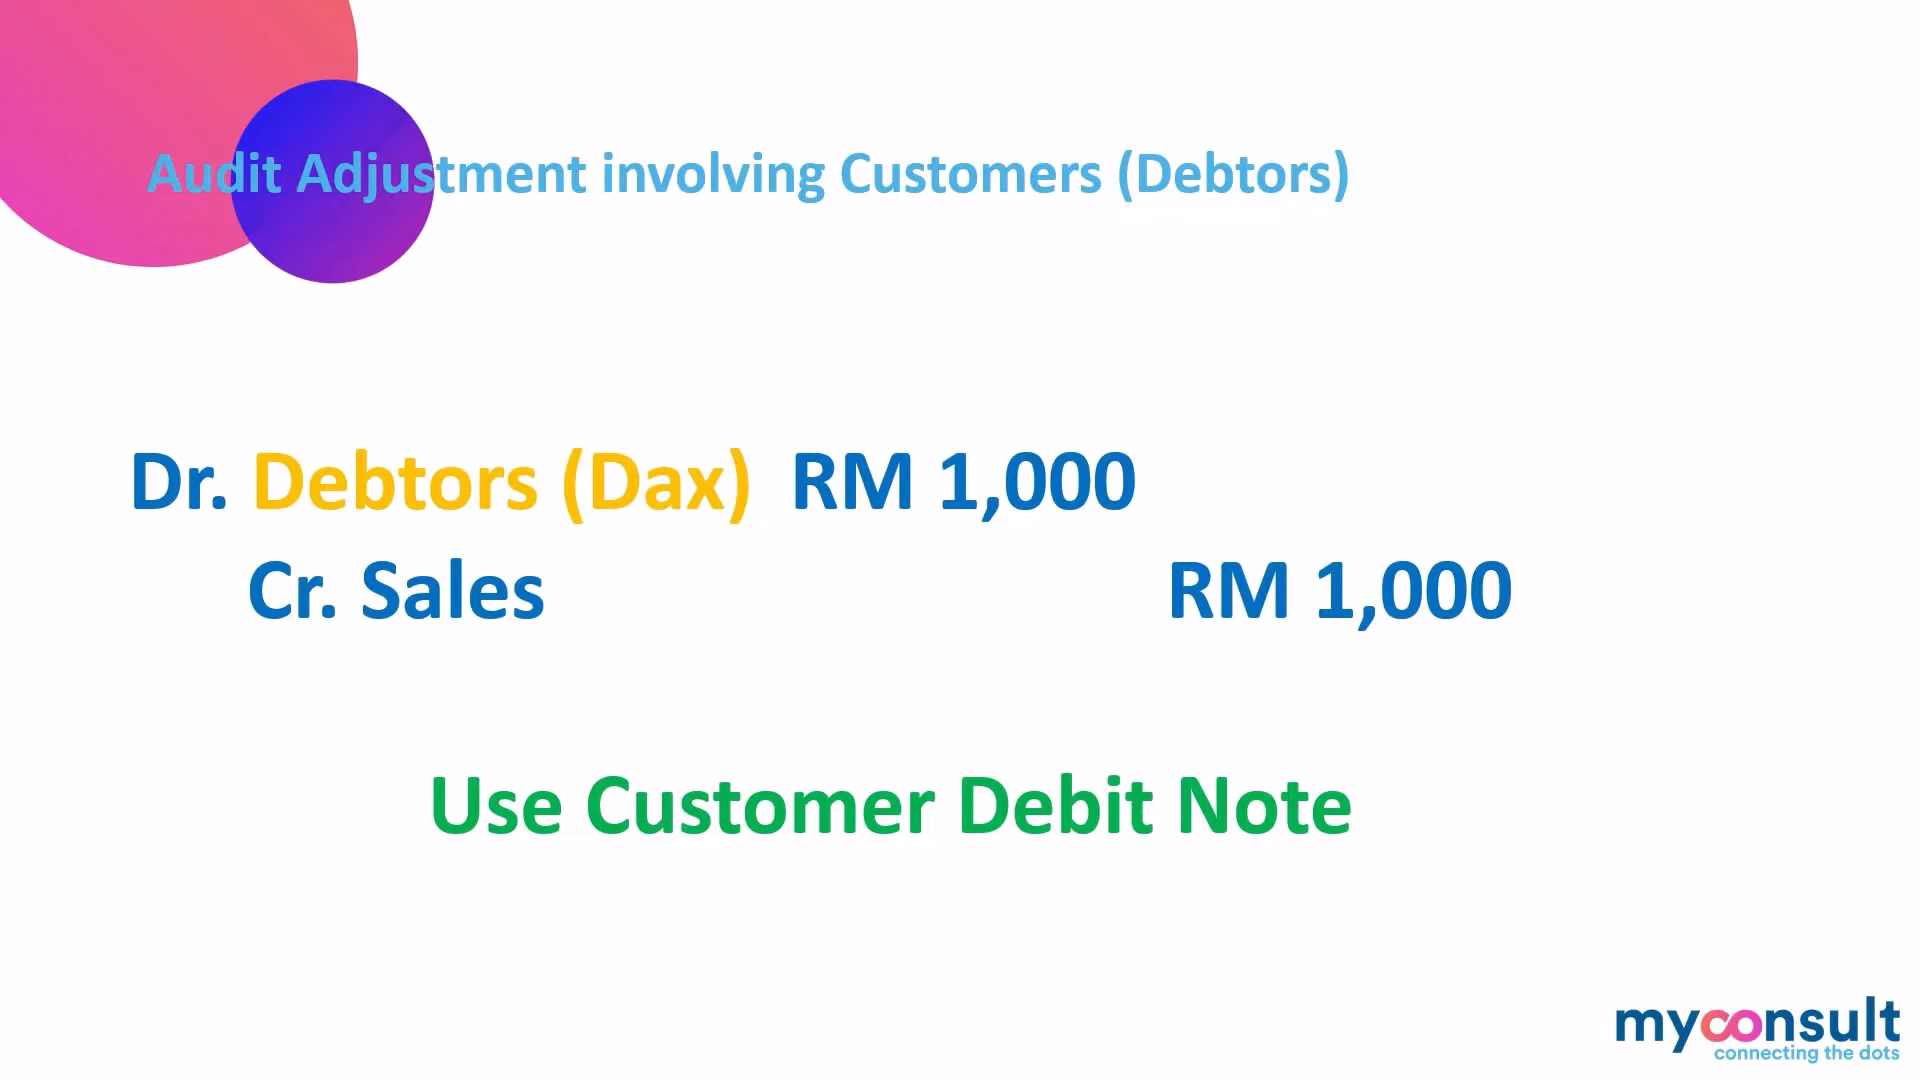 Audit Adjustment involving Customers (Debtors)
Dr. Debtors (Dax) RM 1,000
Cr. Sales RM 1,000
Use Customer Debit Note
myconsult
connecting the dots